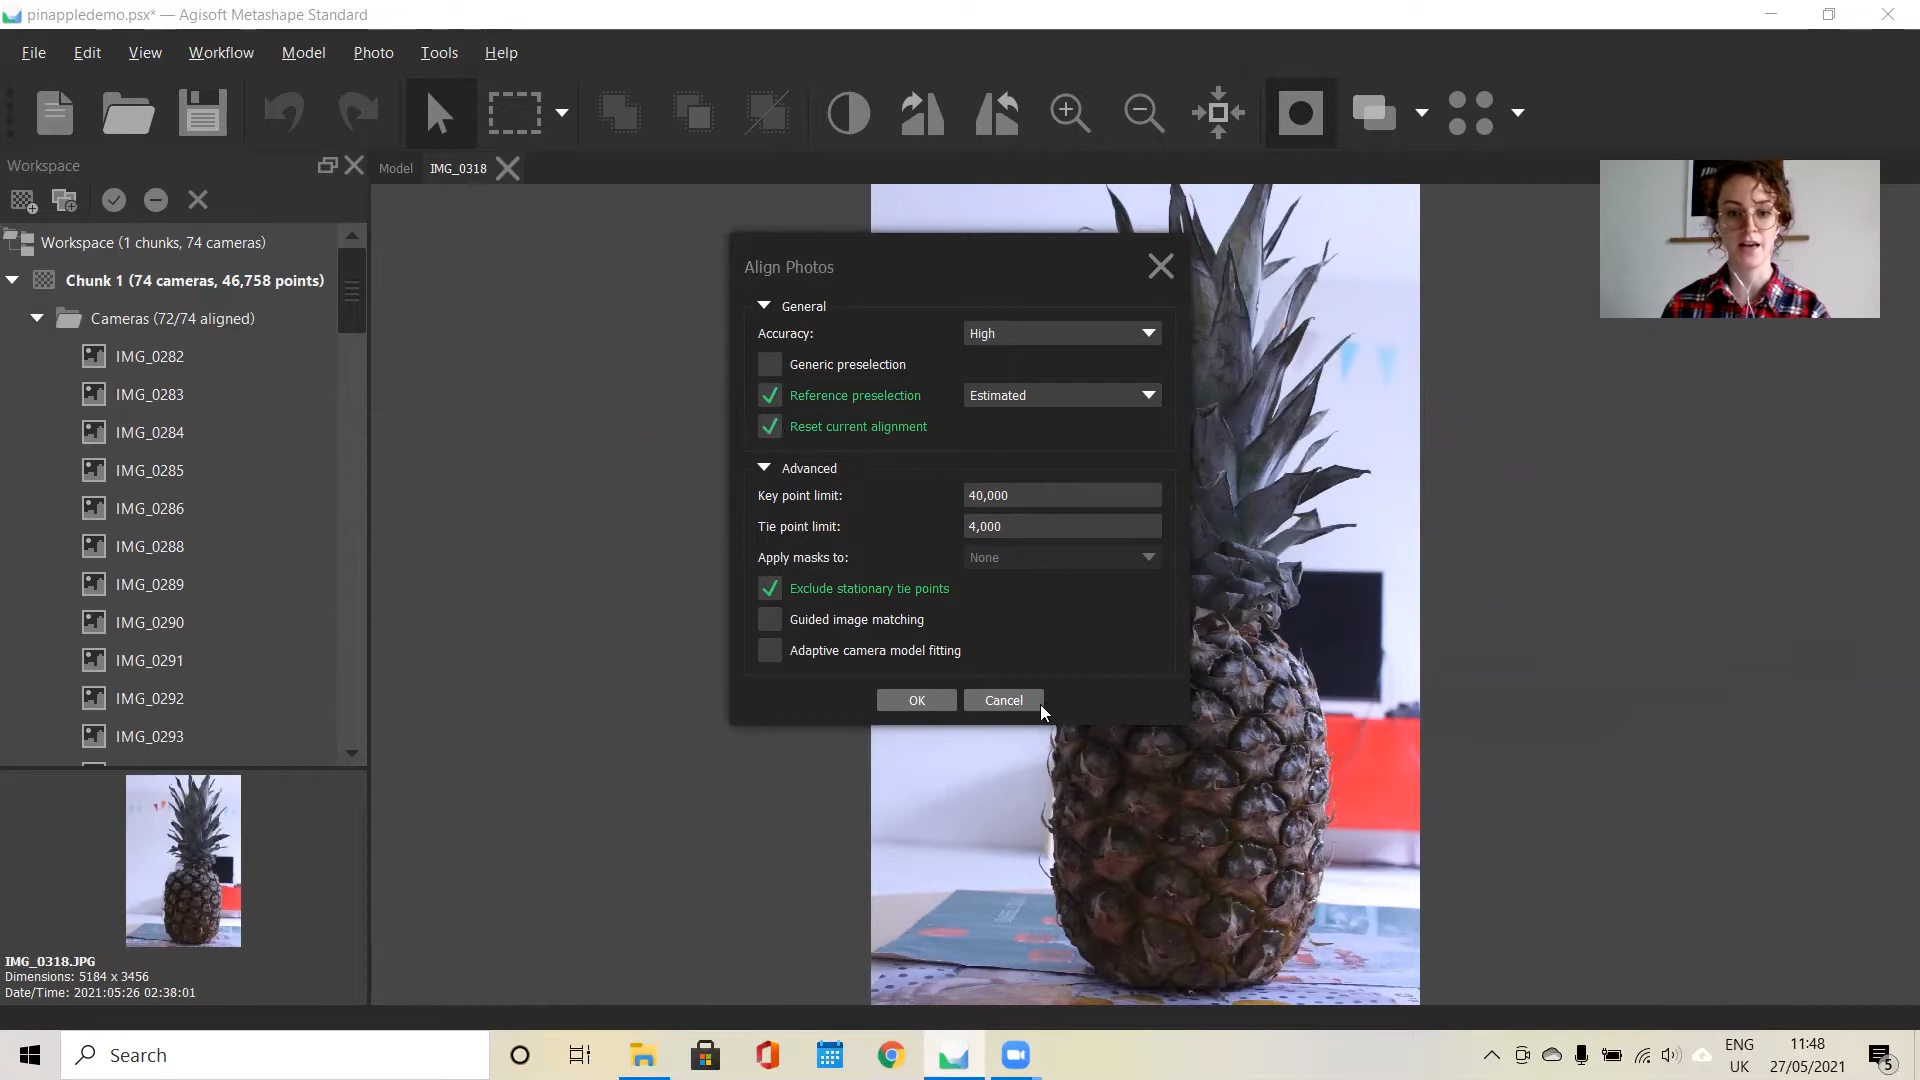 pinappledemo.psx* — Agisoft Metashape Standard
File Edit View Workflow Model Photo Tools Help
Workspace
Model IMG_0318
Workspace (1 chunks, 74 cameras)
Chunk 1 (74 cameras, 46,758 points)
Cameras (72/74 aligned)
IMG_0282
IMG_0283
IMG_0284
IMG_0285
IMG_0286
IMG_0288
IMG_0289
IMG_0290
IMG_0291
IMG_0292
IMG_0293
IMG_0318.JPG
Dimensions: 5184 x 3456
Date/Time: 2021:05:26 02:38:01
Align Photos
General
Accuracy: High
Generic preselection
Reference preselection Estimated
Reset current alignment
Advanced
Key point limit: 40,000
Tie point limit: 4,000
Apply masks to: None
Exclude stationary tie points
Guided image matching
Adaptive camera model fitting
OK Cancel
Search
ENG
UK
11:48
27/05/2021
5